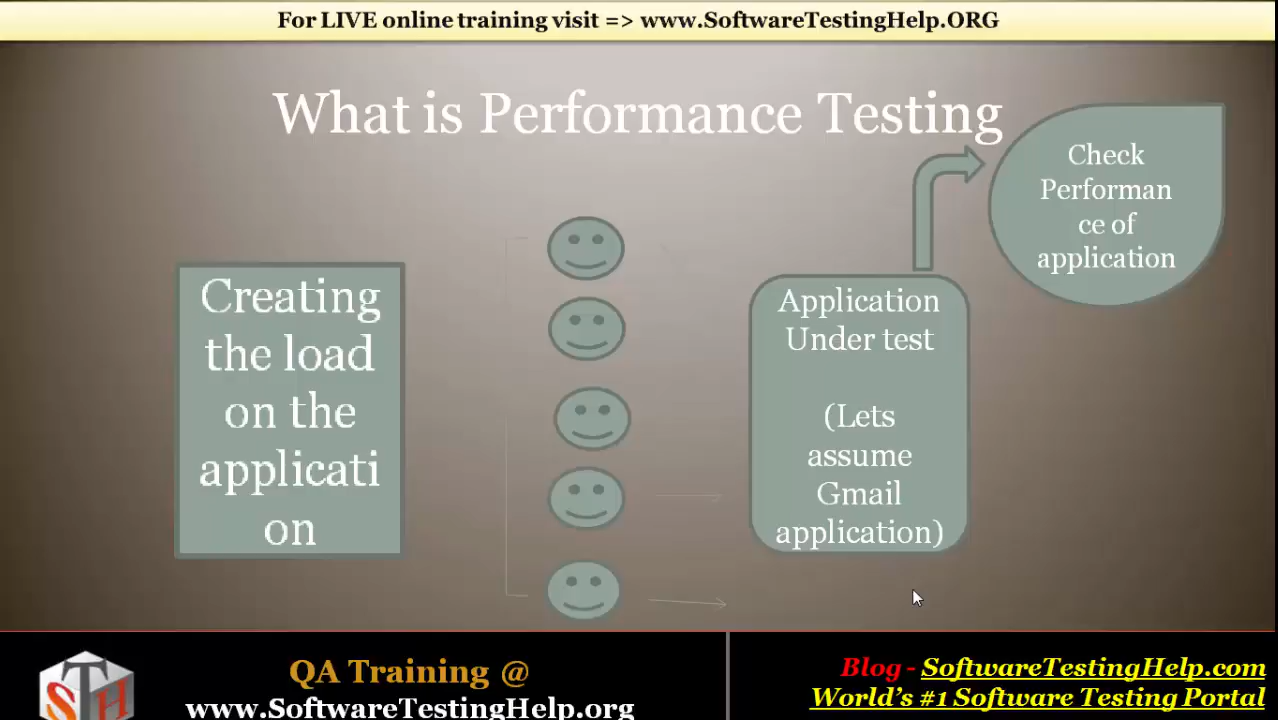 For LIVE online training visit => www.SoftwareTestingHelp.ORG
What is Performance Testing
Check
Performan
ce of
application
Creating
the load
on the
applicati
on
Application
Under test
(Lets
assume
Gmail
application)
STH
QA Training @
www.SoftwareTestingHelp.org
Blog - SoftwareTestingHelp.com
World's #1 Software Testing Portal